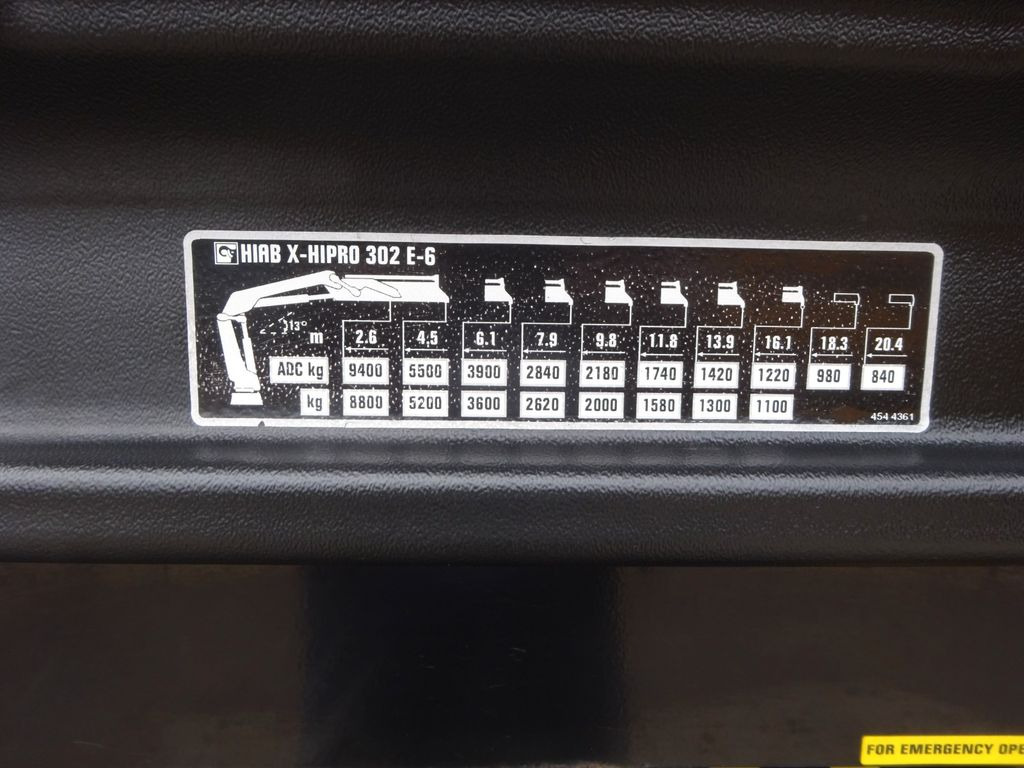 HIAB X-HIPRO 302 E-6
13°
m 2.6 4.5 6.1 7.9 9.8 11.8 13.9 16.1 18.3 20.4
ADC kg 9400 5500 3900 2840 2180 1740 1420 1220 980 840
kg 8800 5200 3600 2620 2000 1580 1300 1100
454 4361
FOR EMERGENCY OPE